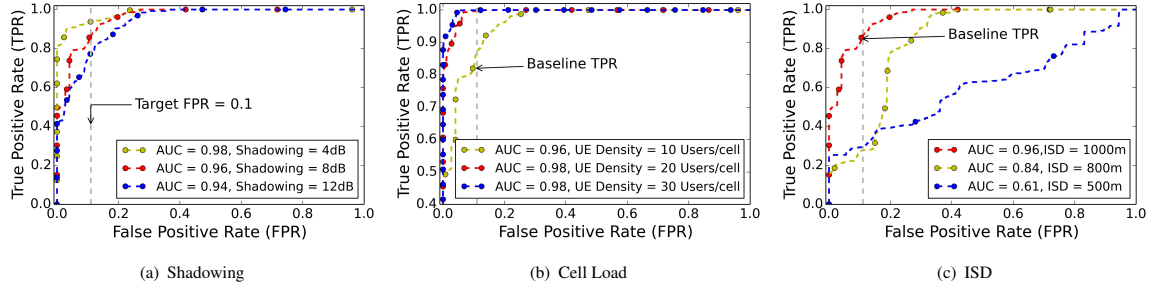 1.0
0.8
0.6
0.4
0.2
0.0
True Positive Rate (TPR)
Target FPR = 0.1
AUC = 0.98, Shadowing = 4dB
AUC = 0.96, Shadowing = 8dB
AUC = 0.94, Shadowing = 12dB
0.0 0.2 0.4 0.6 0.8 1.0
False Positive Rate (FPR)
(a) Shadowing
1.0
0.9
0.8
0.7
0.6
0.5
0.4
True Positive Rate (TPR)
Baseline TPR
AUC = 0.96, UE Density = 10 Users/cell
AUC = 0.98, UE Density = 20 Users/cell
AUC = 0.98, UE Density = 30 Users/cell
0.0 0.2 0.4 0.6 0.8 1.0
False Positive Rate (FPR)
(b) Cell Load
1.0
0.8
0.6
0.4
0.2
0.0
True Positive Rate (TPR)
Baseline TPR
AUC = 0.96,ISD = 1000m
AUC = 0.84, ISD = 800m
AUC = 0.61, ISD = 500m
0.0 0.2 0.4 0.6 0.8 1.0
False Positive Rate (FPR)
(c) ISD